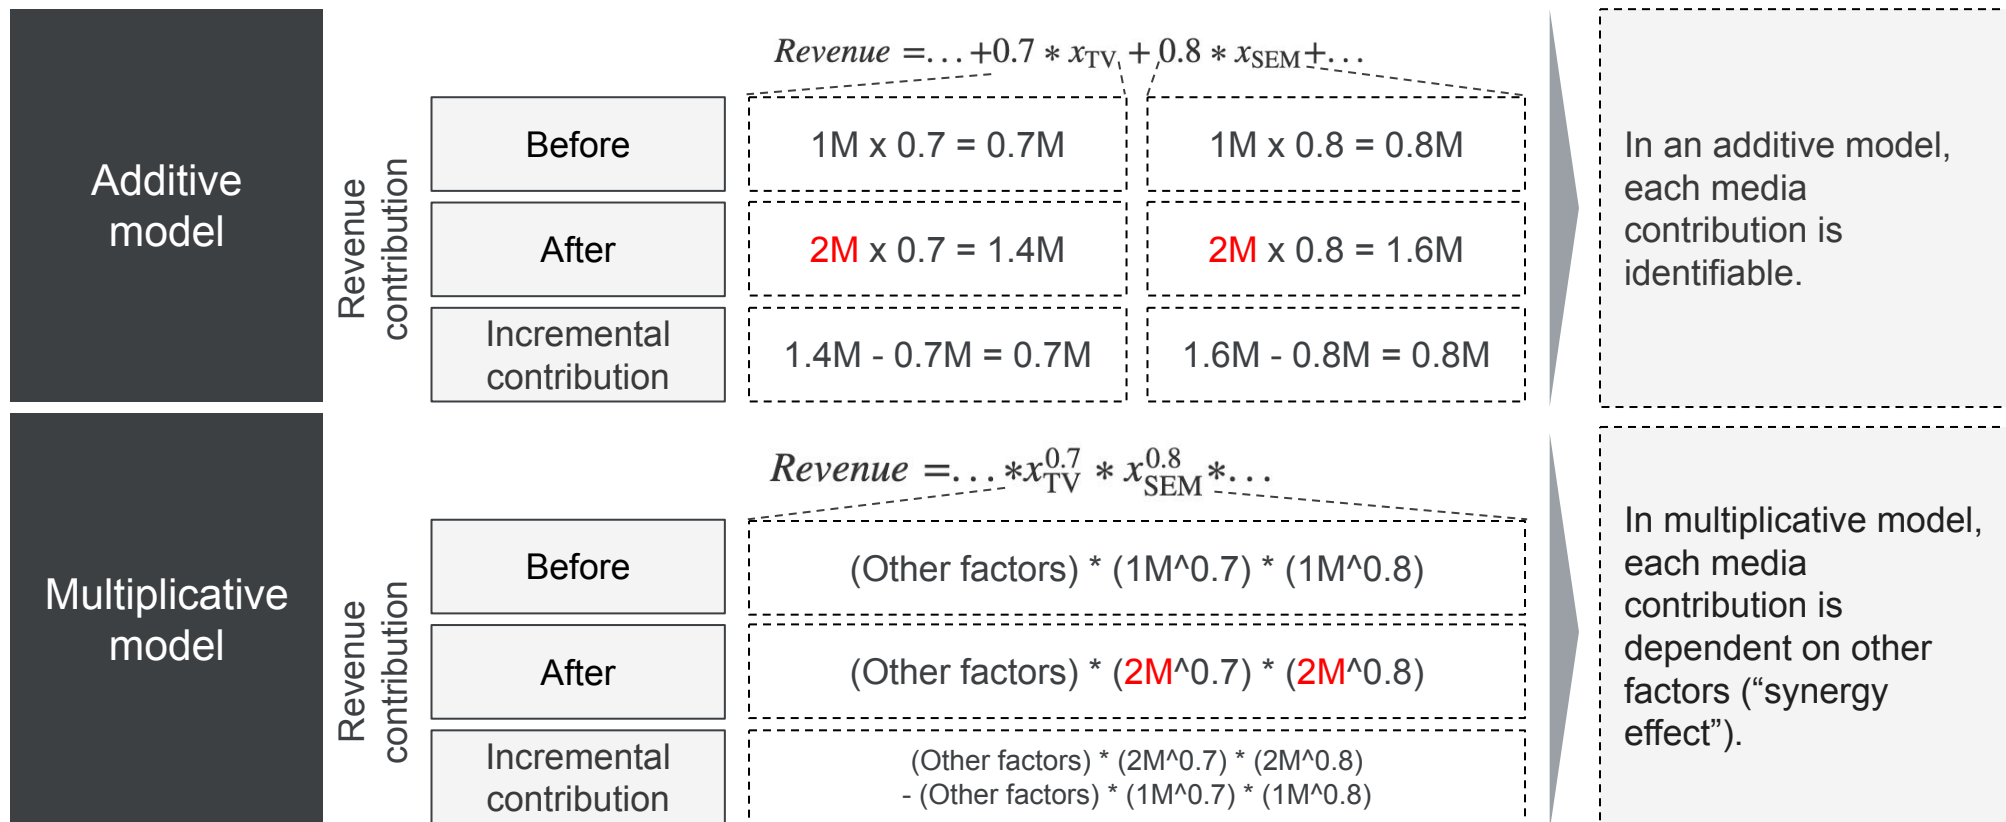 Additive
model
Revenue
contribution
Revenue =...+0.7 * x_TV + 0.8 * x_SEM +...
Before
1M x 0.7 = 0.7M
1M x 0.8 = 0.8M
After
2M x 0.7 = 1.4M
2M x 0.8 = 1.6M
Incremental
contribution
1.4M - 0.7M = 0.7M
1.6M - 0.8M = 0.8M
In an additive model,
each media
contribution is
identifiable.
Multiplicative
model
Revenue
contribution
Revenue =...*x_TV^0.7 * x_SEM^0.8 *...
Before
(Other factors) * (1M^0.7) * (1M^0.8)
After
(Other factors) * (2M^0.7) * (2M^0.8)
Incremental
contribution
(Other factors) * (2M^0.7) * (2M^0.8)
- (Other factors) * (1M^0.7) * (1M^0.8)
In multiplicative model,
each media
contribution is
dependent on other
factors (“synergy
effect”).